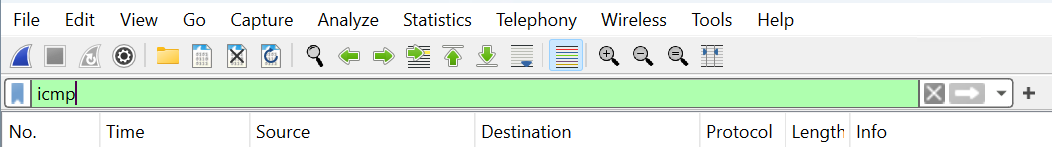 File Edit View Go Capture Analyze Statistics Telephony Wireless Tools Help
icmp
No. Time Source Destination Protocol Length Info